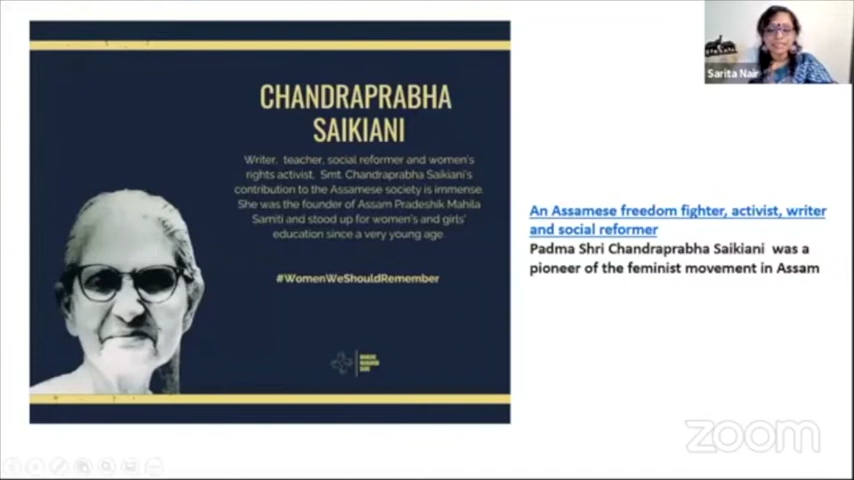 CHANDRAPRABHA
SAIKIANI
Writer, teacher, social reformer and women's
rights activist, Smt. Chandraprabha Saikiani's
contribution to the Assamese society is immense.
She was the founder of Assam Pradeshik Mahila
Samiti and stood up for women's and girls'
education since a very young age.
#WomenWeShouldRemember
An Assamese freedom fighter, activist, writer
and social reformer
Padma Shri Chandraprabha Saikiani was a
pioneer of the feminist movement in Assam
Sarita Nair
zoom